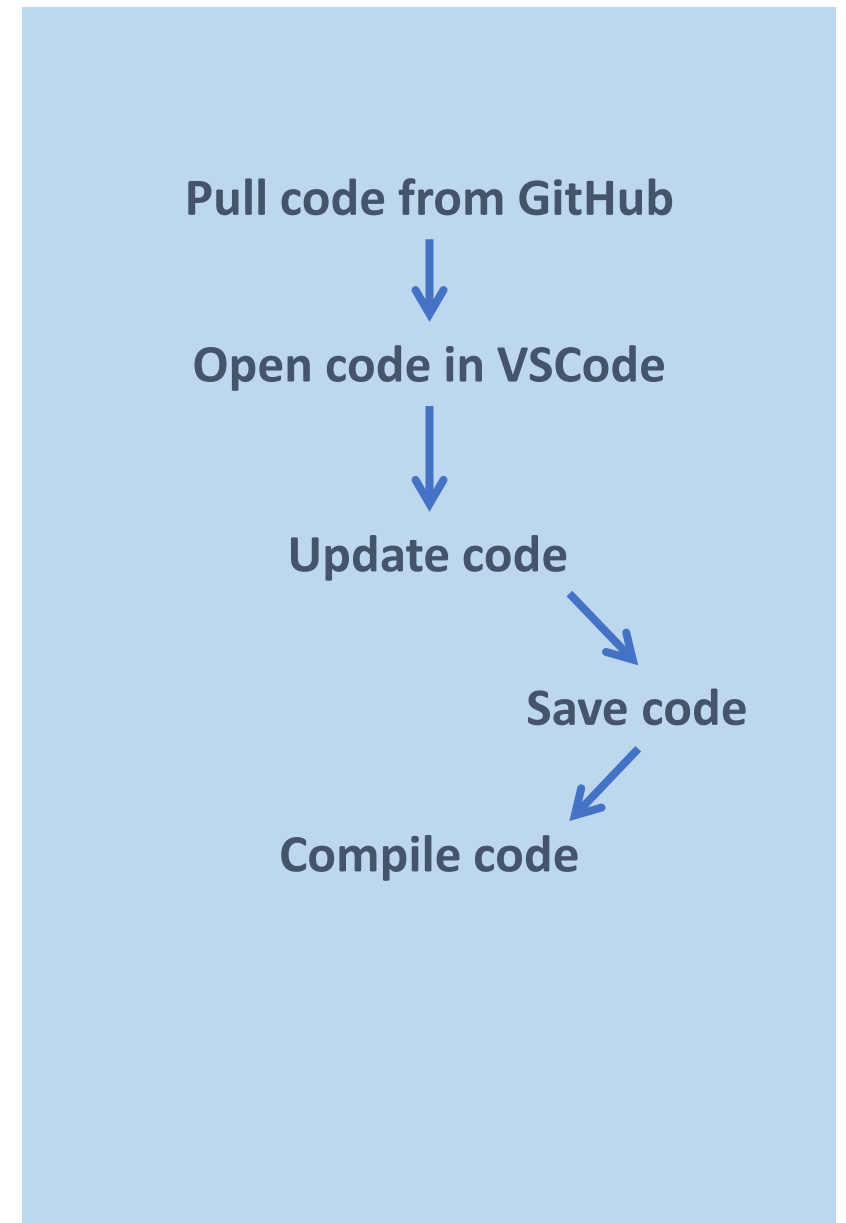 Pull code from GitHub
Open code in VSCode
Update code
Save code
Compile code